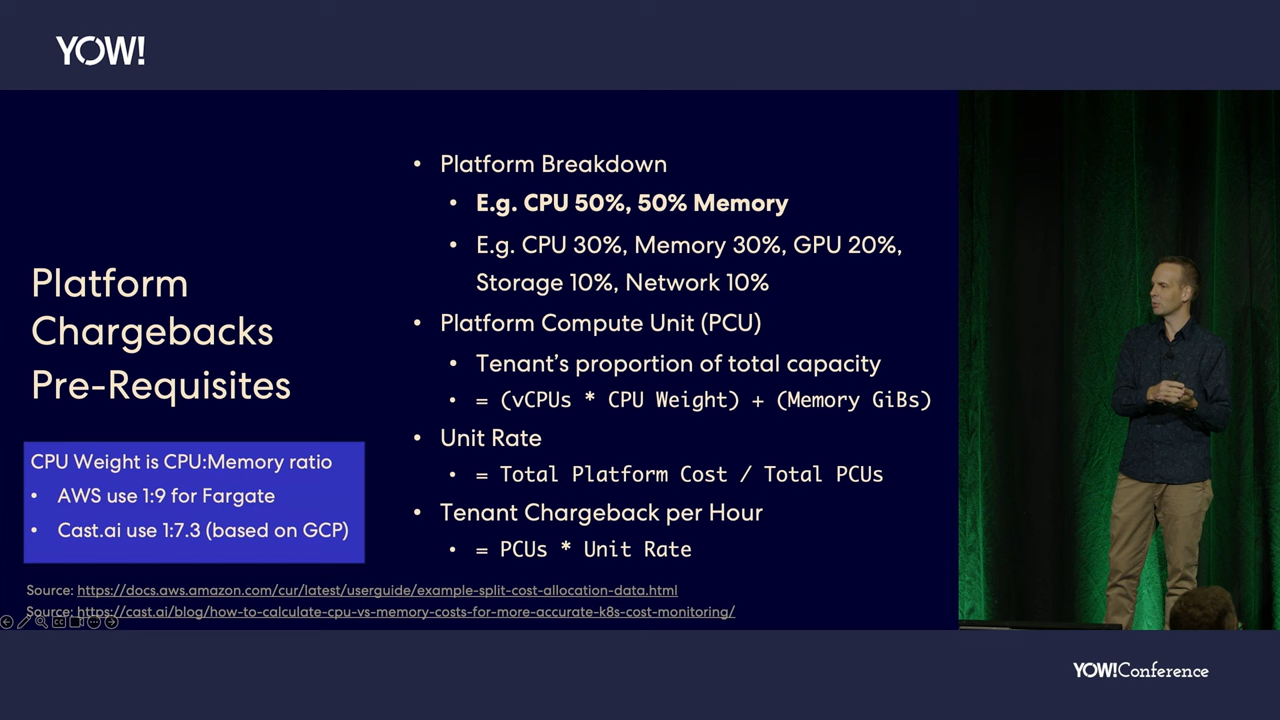 YOW!
Platform
Chargebacks
Pre-Requisites
CPU Weight is CPU:Memory ratio
• AWS use 1:9 for Fargate
• Cast.ai use 1:7.3 (based on GCP)
• Platform Breakdown
• E.g. CPU 50%, 50% Memory
• E.g. CPU 30%, Memory 30%, GPU 20%,
Storage 10%, Network 10%
• Platform Compute Unit (PCU)
• Tenant’s proportion of total capacity
• = (vCPUs * CPU Weight) + (Memory GiBs)
• Unit Rate
• = Total Platform Cost / Total PCUs
• Tenant Chargeback per Hour
• = PCUs * Unit Rate
Source: https://docs.aws.amazon.com/cur/latest/userguide/example-split-cost-allocation-data.html
Source: https://cast.ai/blog/how-to-calculate-cpu-vs-memory-costs-for-more-accurate-k8s-cost-monitoring/
YOW!Conference